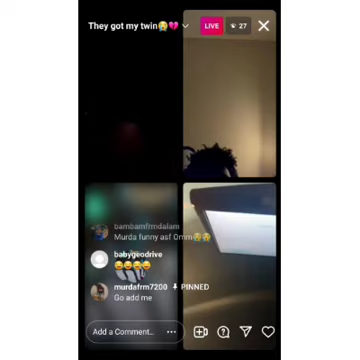 They got my twin😭💔
LIVE
27
bambamfrmdalam
Murda funny asf Omm😭😭
babygeodrive
😂😂😂😂
murdafrm7200 PINNED
Go add me
Add a Comment...